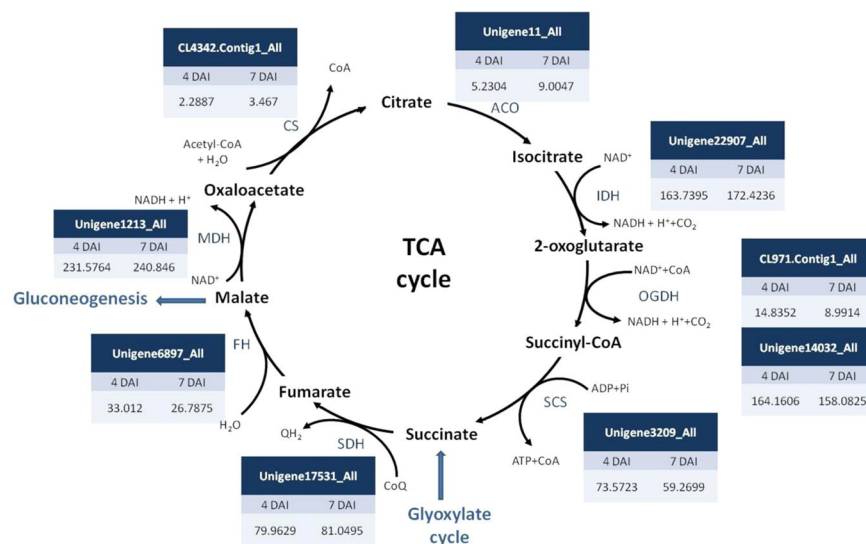 CL4342.Contig1_All
4 DAI 7 DAI
2.2887 3.467
Unigene11_All
4 DAI 7 DAI
5.2304 9.0047
CoA
Citrate
ACO
CS
Acetyl-CoA
+ H₂O
Oxaloacetate
Isocitrate
NAD⁺
IDH
NADH + H⁺+CO₂
Unigene22907_All
4 DAI 7 DAI
163.7395 172.4236
NADH + H⁺
MDH
NAD⁺
Unigene1213_All
4 DAI 7 DAI
231.5764 240.846
TCA
cycle
2-oxoglutarate
NAD⁺+CoA
OGDH
NADH + H⁺+CO₂
CL971.Contig1_All
4 DAI 7 DAI
14.8352 8.9914
Unigene14032_All
4 DAI 7 DAI
164.1606 158.0825
Gluconeogenesis
Malate
FH
H₂O
Unigene6897_All
4 DAI 7 DAI
33.012 26.7875
Succinyl-CoA
ADP+Pi
SCS
ATP+CoA
Unigene3209_All
4 DAI 7 DAI
73.5723 59.2699
Fumarate
QH₂
SDH
CoQ
Succinate
Unigene17531_All
4 DAI 7 DAI
79.9629 81.0495
Glyoxylate
cycle